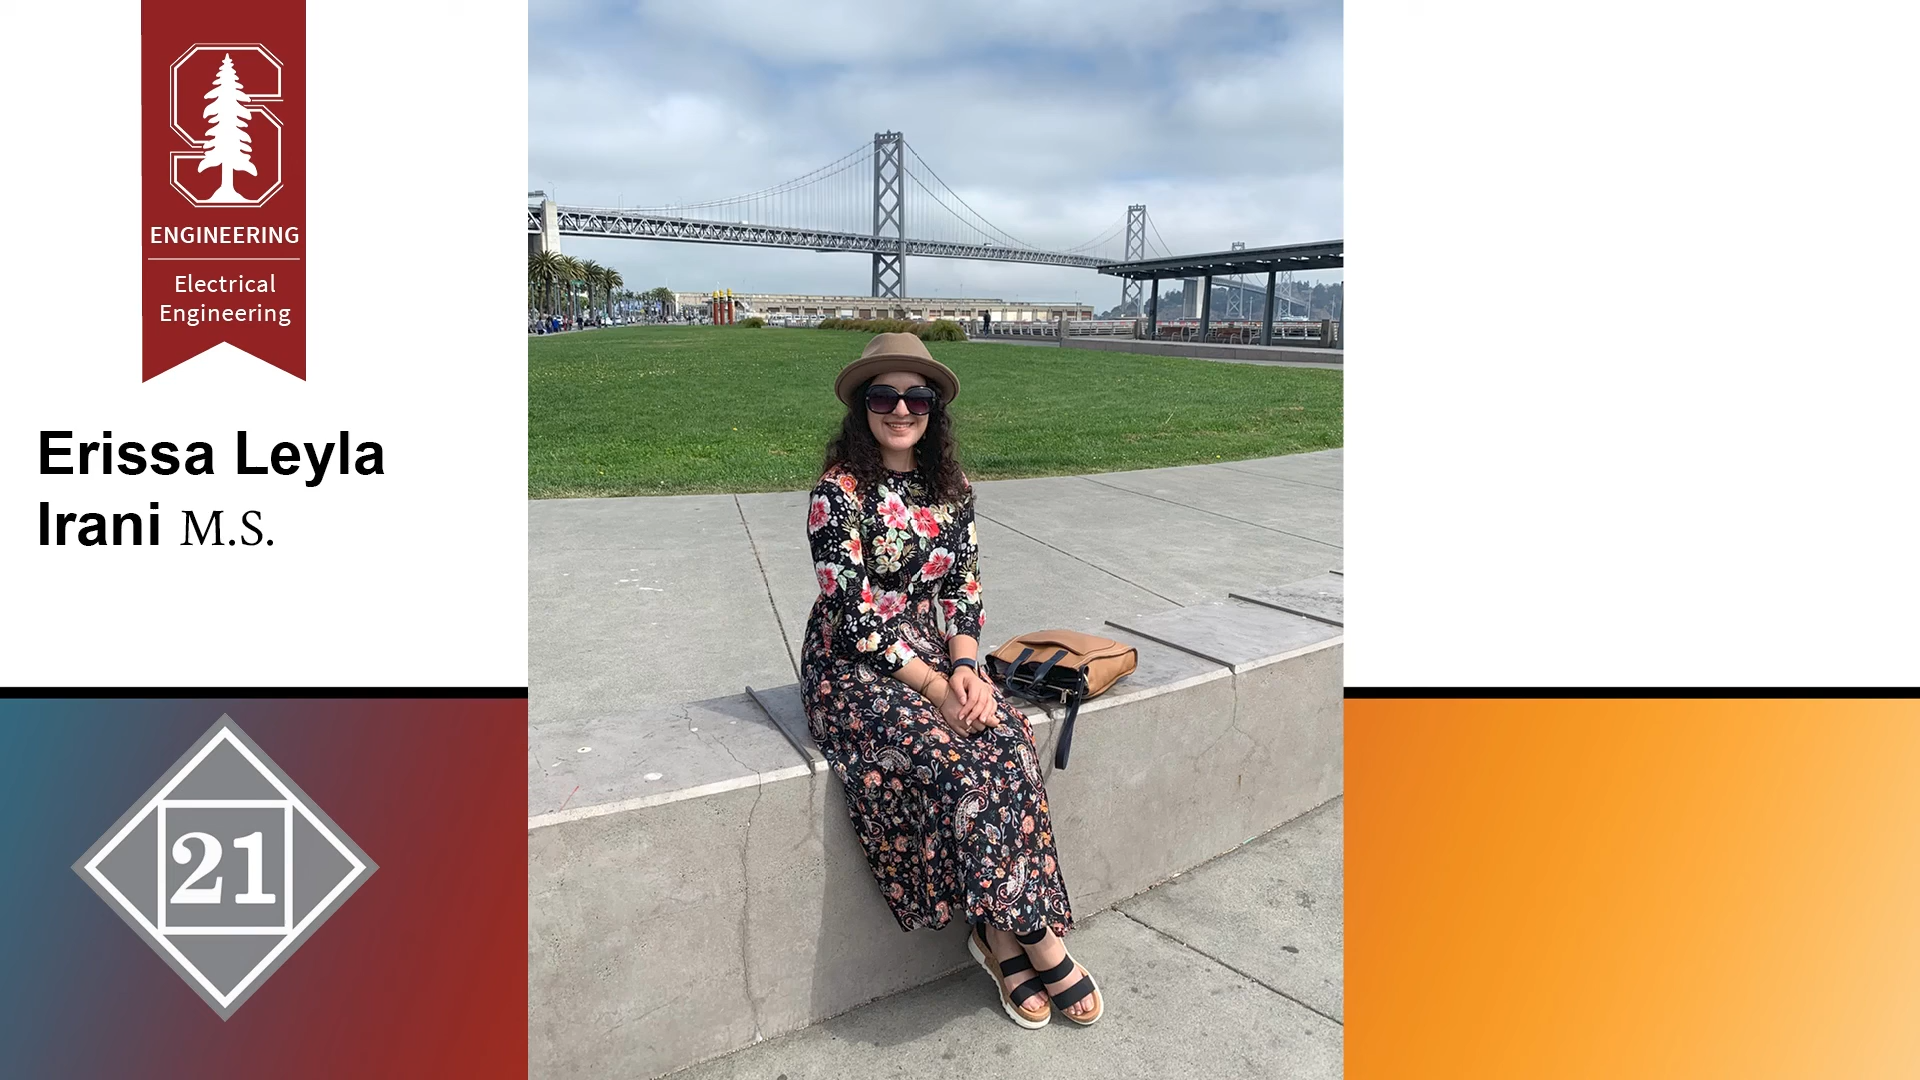 ENGINEERING
Electrical
Engineering
Erissa Leyla
Irani M.S.
21